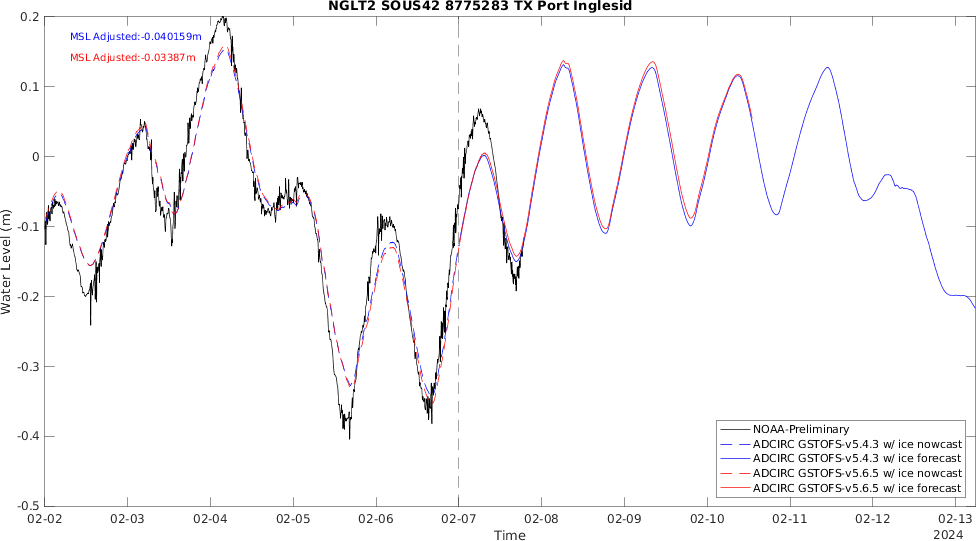 NGLT2 SOUS42 8775283 TX Port Inglesid
MSL Adjusted:-0.040159m
MSL Adjusted:-0.03387m
0.2
0.1
0
-0.1
-0.2
-0.3
-0.4
-0.5
Water Level (m)
NOAA-Preliminary
ADCIRC GSTOFS-v5.4.3 w/ ice nowcast
ADCIRC GSTOFS-v5.4.3 w/ ice forecast
ADCIRC GSTOFS-v5.6.5 w/ ice nowcast
ADCIRC GSTOFS-v5.6.5 w/ ice forecast
02-02 02-03 02-04 02-05 02-06 02-07 02-08 02-09 02-10 02-11 02-12 02-13
Time
2024